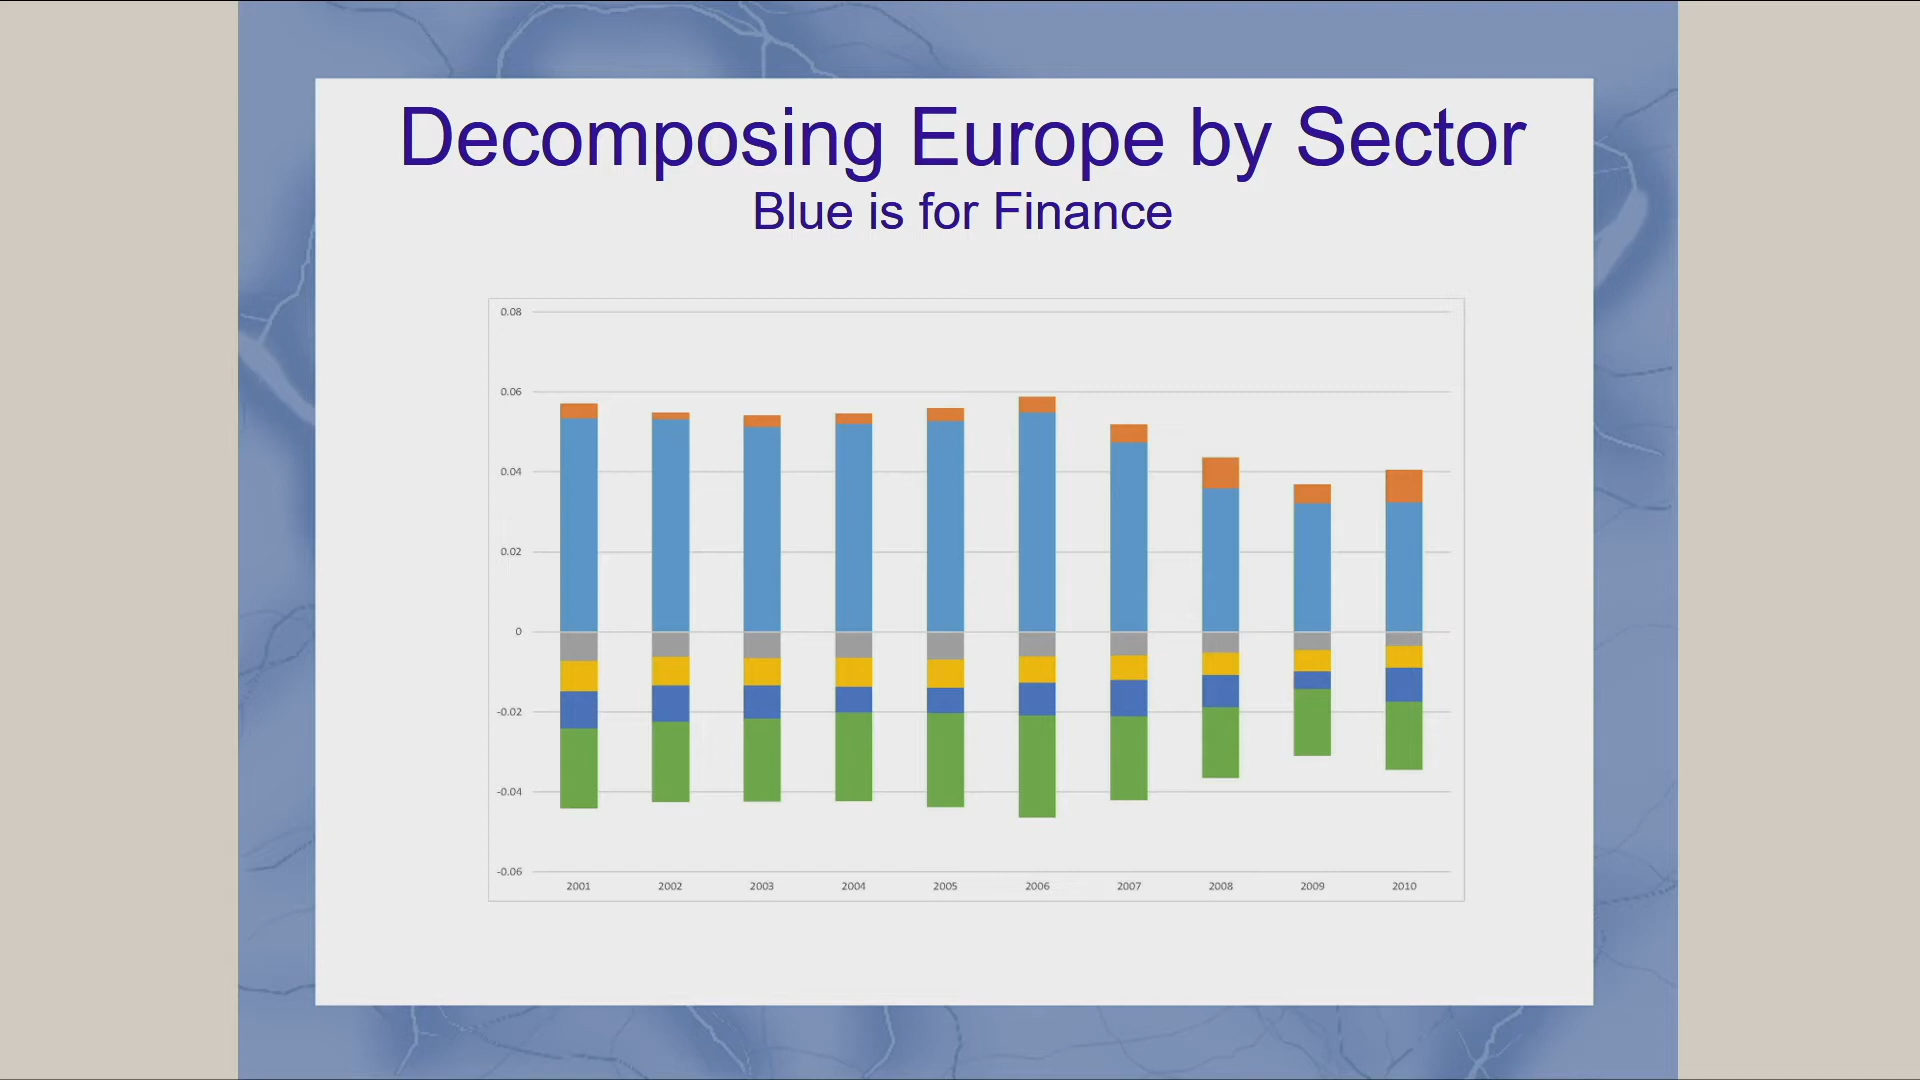 Decomposing Europe by Sector
Blue is for Finance
0.08
0.06
0.04
0.02
0
-0.02
-0.04
-0.06
2001 2002 2003 2004 2005 2006 2007 2008 2009 2010